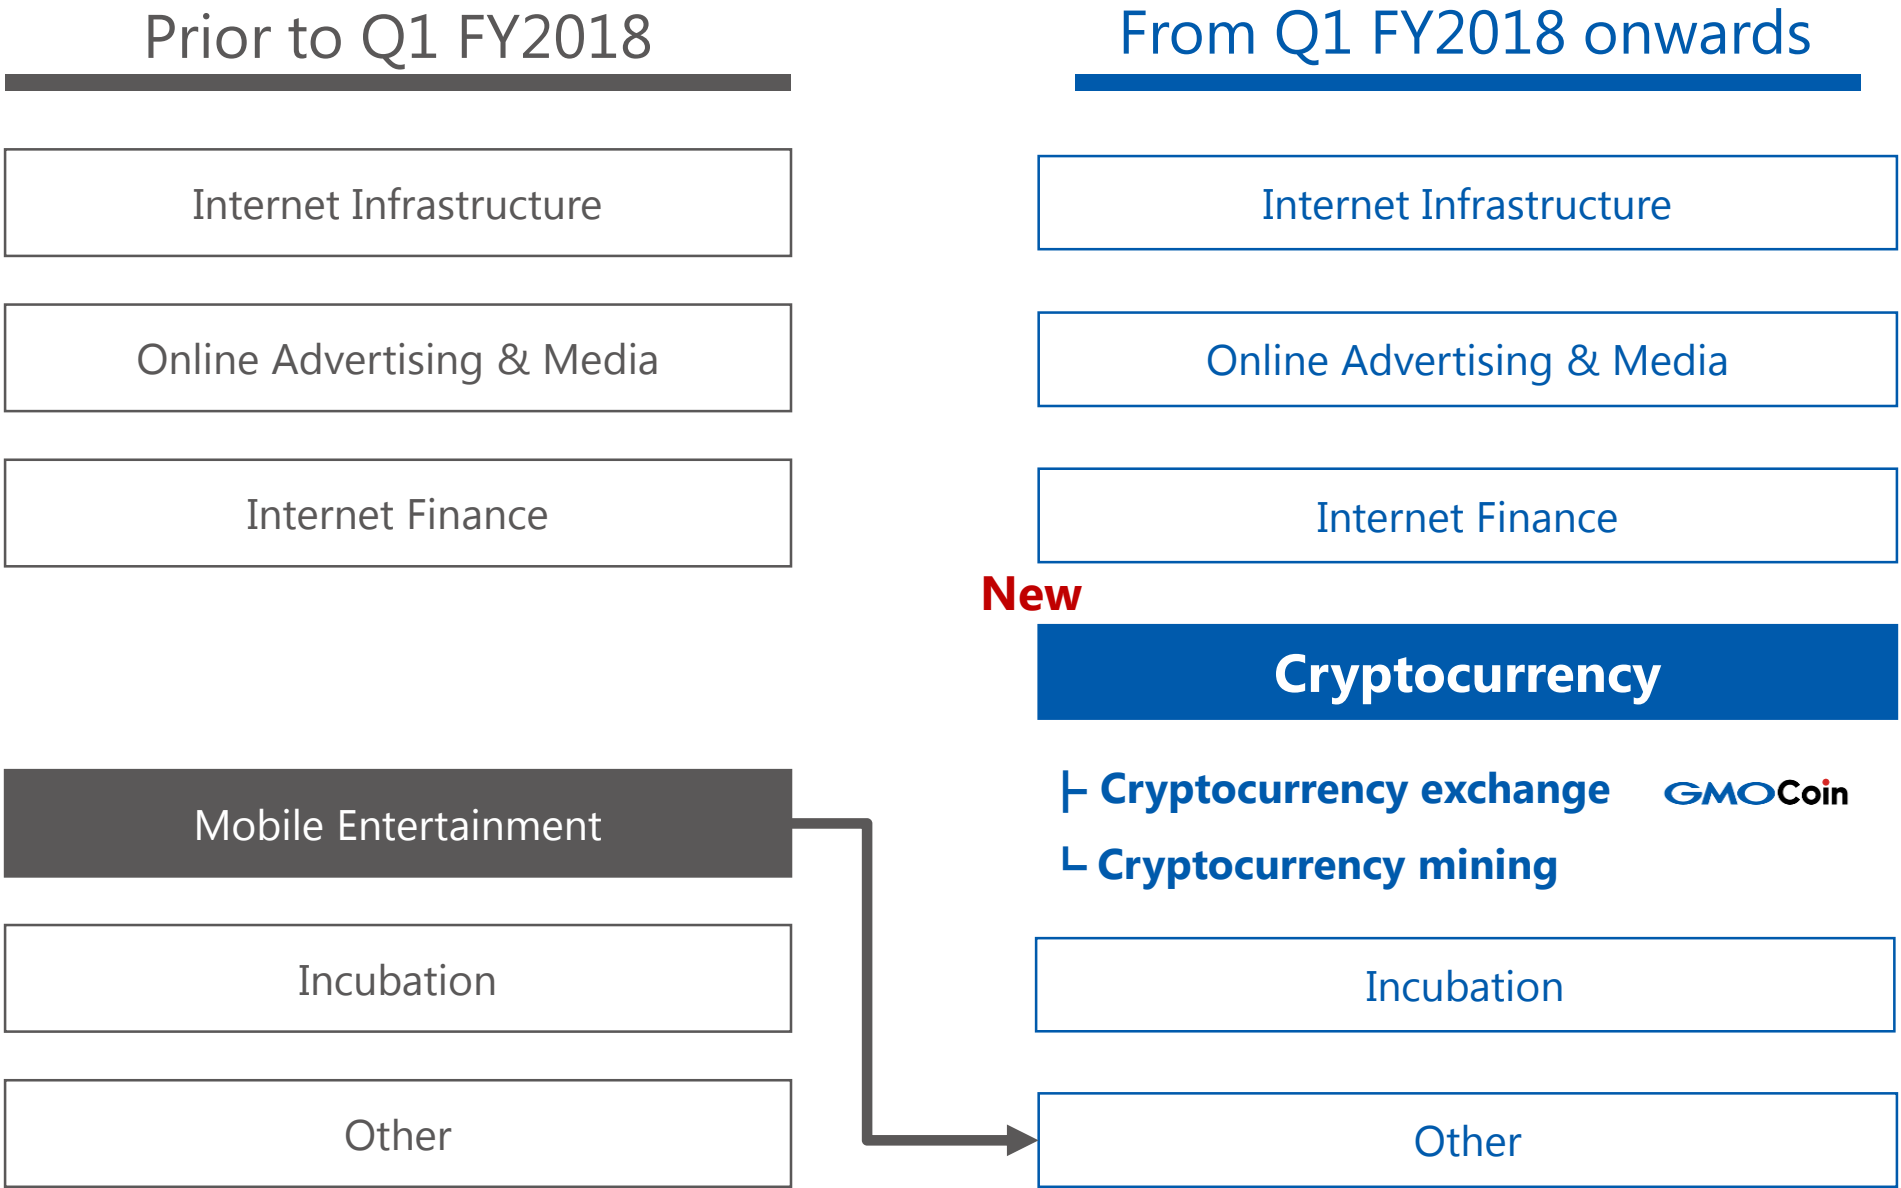 Prior to Q1 FY2018
Internet Infrastructure
Online Advertising & Media
Internet Finance
Mobile Entertainment
Incubation
Other
From Q1 FY2018 onwards
Internet Infrastructure
Online Advertising & Media
Internet Finance
New
Cryptocurrency
Cryptocurrency exchange GMOCoin
Cryptocurrency mining
Incubation
Other